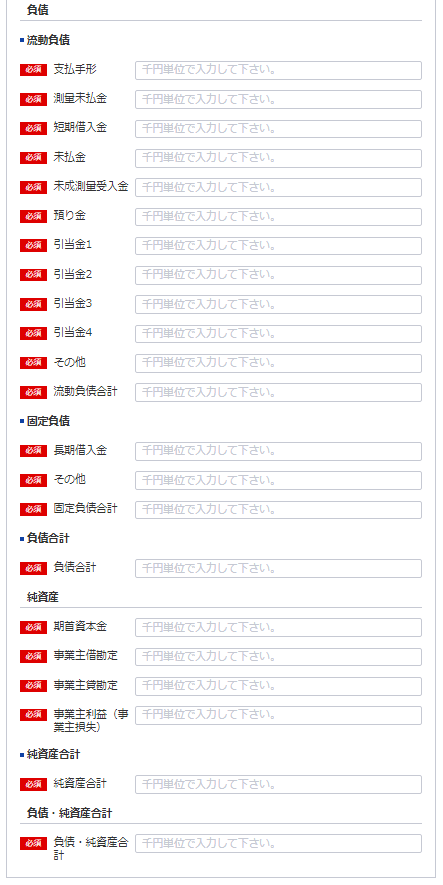 負債
流動負債
必須 支払手形 千円単位で入力して下さい。
必須 測量未払金 千円単位で入力して下さい。
必須 短期借入金 千円単位で入力して下さい。
必須 未払金 千円単位で入力して下さい。
必須 未成測量受入金 千円単位で入力して下さい。
必須 預り金 千円単位で入力して下さい。
必須 引当金1 千円単位で入力して下さい。
必須 引当金2 千円単位で入力して下さい。
必須 引当金3 千円単位で入力して下さい。
必須 引当金4 千円単位で入力して下さい。
必須 その他 千円単位で入力して下さい。
必須 流動負債合計 千円単位で入力して下さい。
固定負債
必須 長期借入金 千円単位で入力して下さい。
必須 その他 千円単位で入力して下さい。
必須 固定負債合計 千円単位で入力して下さい。
負債合計
必須 負債合計 千円単位で入力して下さい。
純資産
必須 期首資本金 千円単位で入力して下さい。
必須 事業主借勘定 千円単位で入力して下さい。
必須 事業主貸勘定 千円単位で入力して下さい。
必須 事業主利益（事 千円単位で入力して下さい。
業主損失）
純資産合計
必須 純資産合計 千円単位で入力して下さい。
負債・純資産合計
必須 負債・純資産合 千円単位で入力して下さい。
計